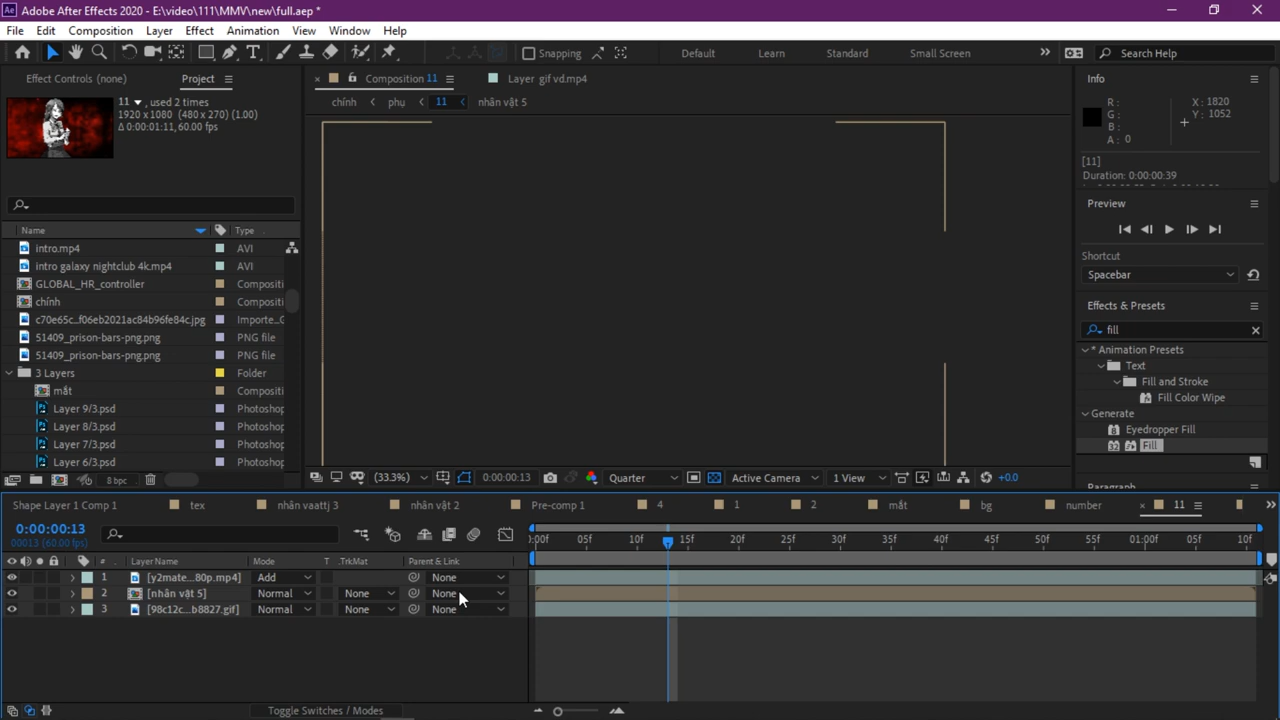 Adobe After Effects 2020 - E:\video\111\MMV\new\full.aep *
File Edit Composition Layer Effect Animation View Window Help
Snapping Default Learn Standard Small Screen Search Help
Effect Controls (none) Project
Composition 11 Layer gif vd.mp4
chính phụ 11 nhân vật 5
11, used 2 times
1920 x 1080 (480 x 270) (1.00)
Δ 0:00:01:11, 60.00 fps
Name Type
intro.mp4 AVI
intro galaxy nightclub 4k.mp4 AVI
GLOBAL_HR_controller Compositi
chính Compositi
c70e65c...f06eb2021ac84b96fe84c.jpg Importe...G
51409_prison-bars-png.png PNG file
51409_prison-bars-png.png PNG file
3 Layers Folder
mắt Compositi
Layer 9/3.psd Photoshop
Layer 8/3.psd Photoshop
Layer 7/3.psd Photoshop
Layer 6/3.psd Photoshop
8 bpc
(33.3%) 0:00:00:13 Quarter Active Camera 1 View +0.0
Info
R: X: 1820
G: Y: 1052
B:
A: 0
[11]
Duration: 0:00:00:39
Preview
Shortcut
Spacebar
Effects & Presets
fill
* Animation Presets
Text
Fill and Stroke
Fill Color Wipe
Generate
Eyedropper Fill
Fill
Shape Layer 1 Comp 1 tex nhân vaattj 3 nhân vật 2 Pre-comp 1 4 1 2 mắt bg number 11
0:00:00:13
00013 (60.00 fps)
:00f 05f 10f 15f 20f 25f 30f 35f 40f 45f 50f 55f 01:00f 05f 10f
# Layer Name Mode T .TrkMat Parent & Link
1 [y2mate...80p.mp4] Add None
2 [nhân vật 5] Normal None None
3 [98c12c...b8827.gif] Normal None None
Toggle Switches / Modes